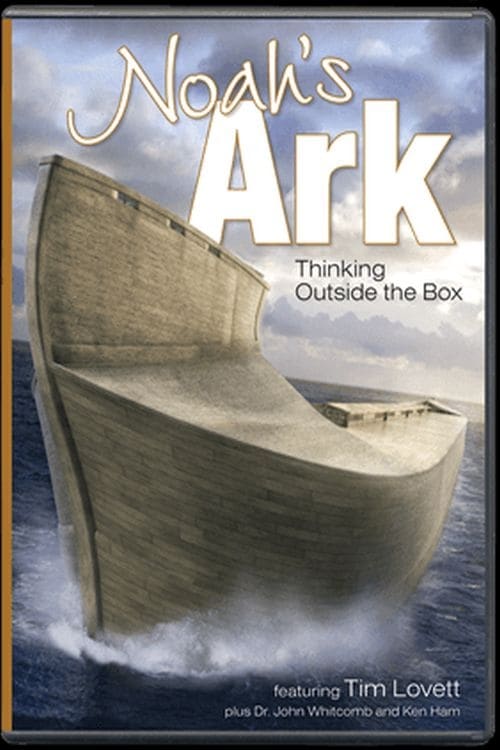 Noah's
Ark
Thinking
Outside the Box
featuring Tim Lovett
plus Dr. John Whitcomb and Ken Ham